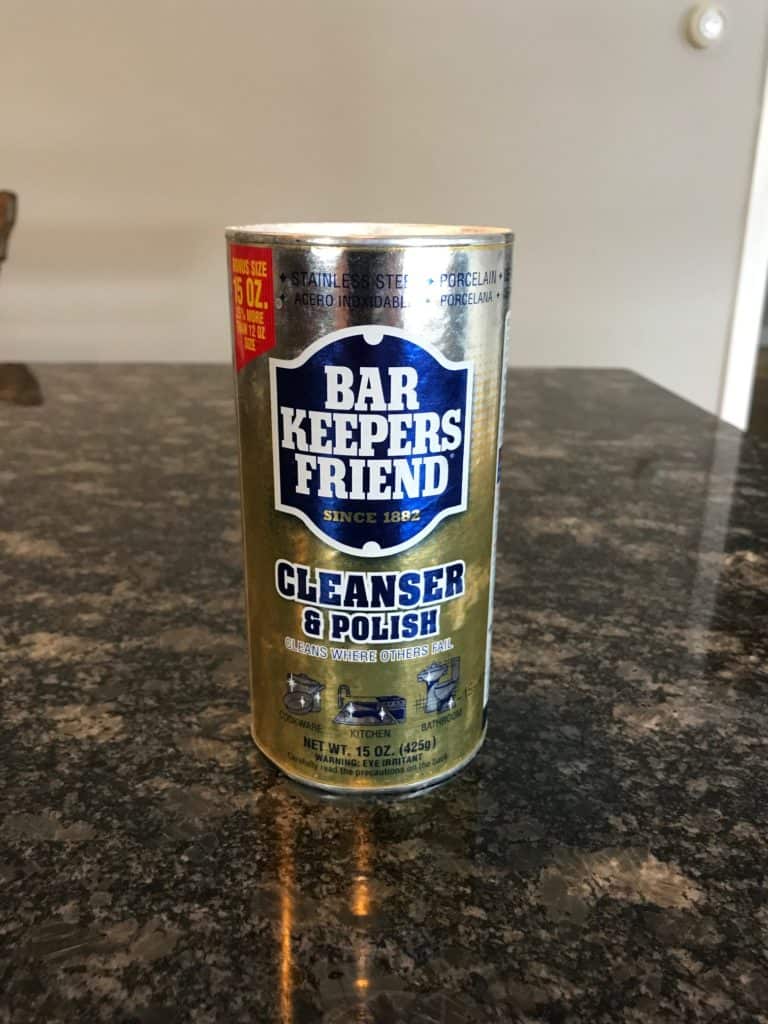 BONUS SIZE
15 OZ.
25% MORE
THAN 12 OZ
SIZE
STAINLESS STEE • PORCELAIN •
ACERO INOXIDABL • PORCELANA •
BAR
KEEPERS
FRIEND®
SINCE 1882
CLEANSER
& POLISH
CLEANS WHERE OTHERS FAIL
COOKWARE
KITCHEN
BATHROOM
NET WT. 15 OZ. (425g)
WARNING: EYE IRRITANT
Carefully read the precautions on the back